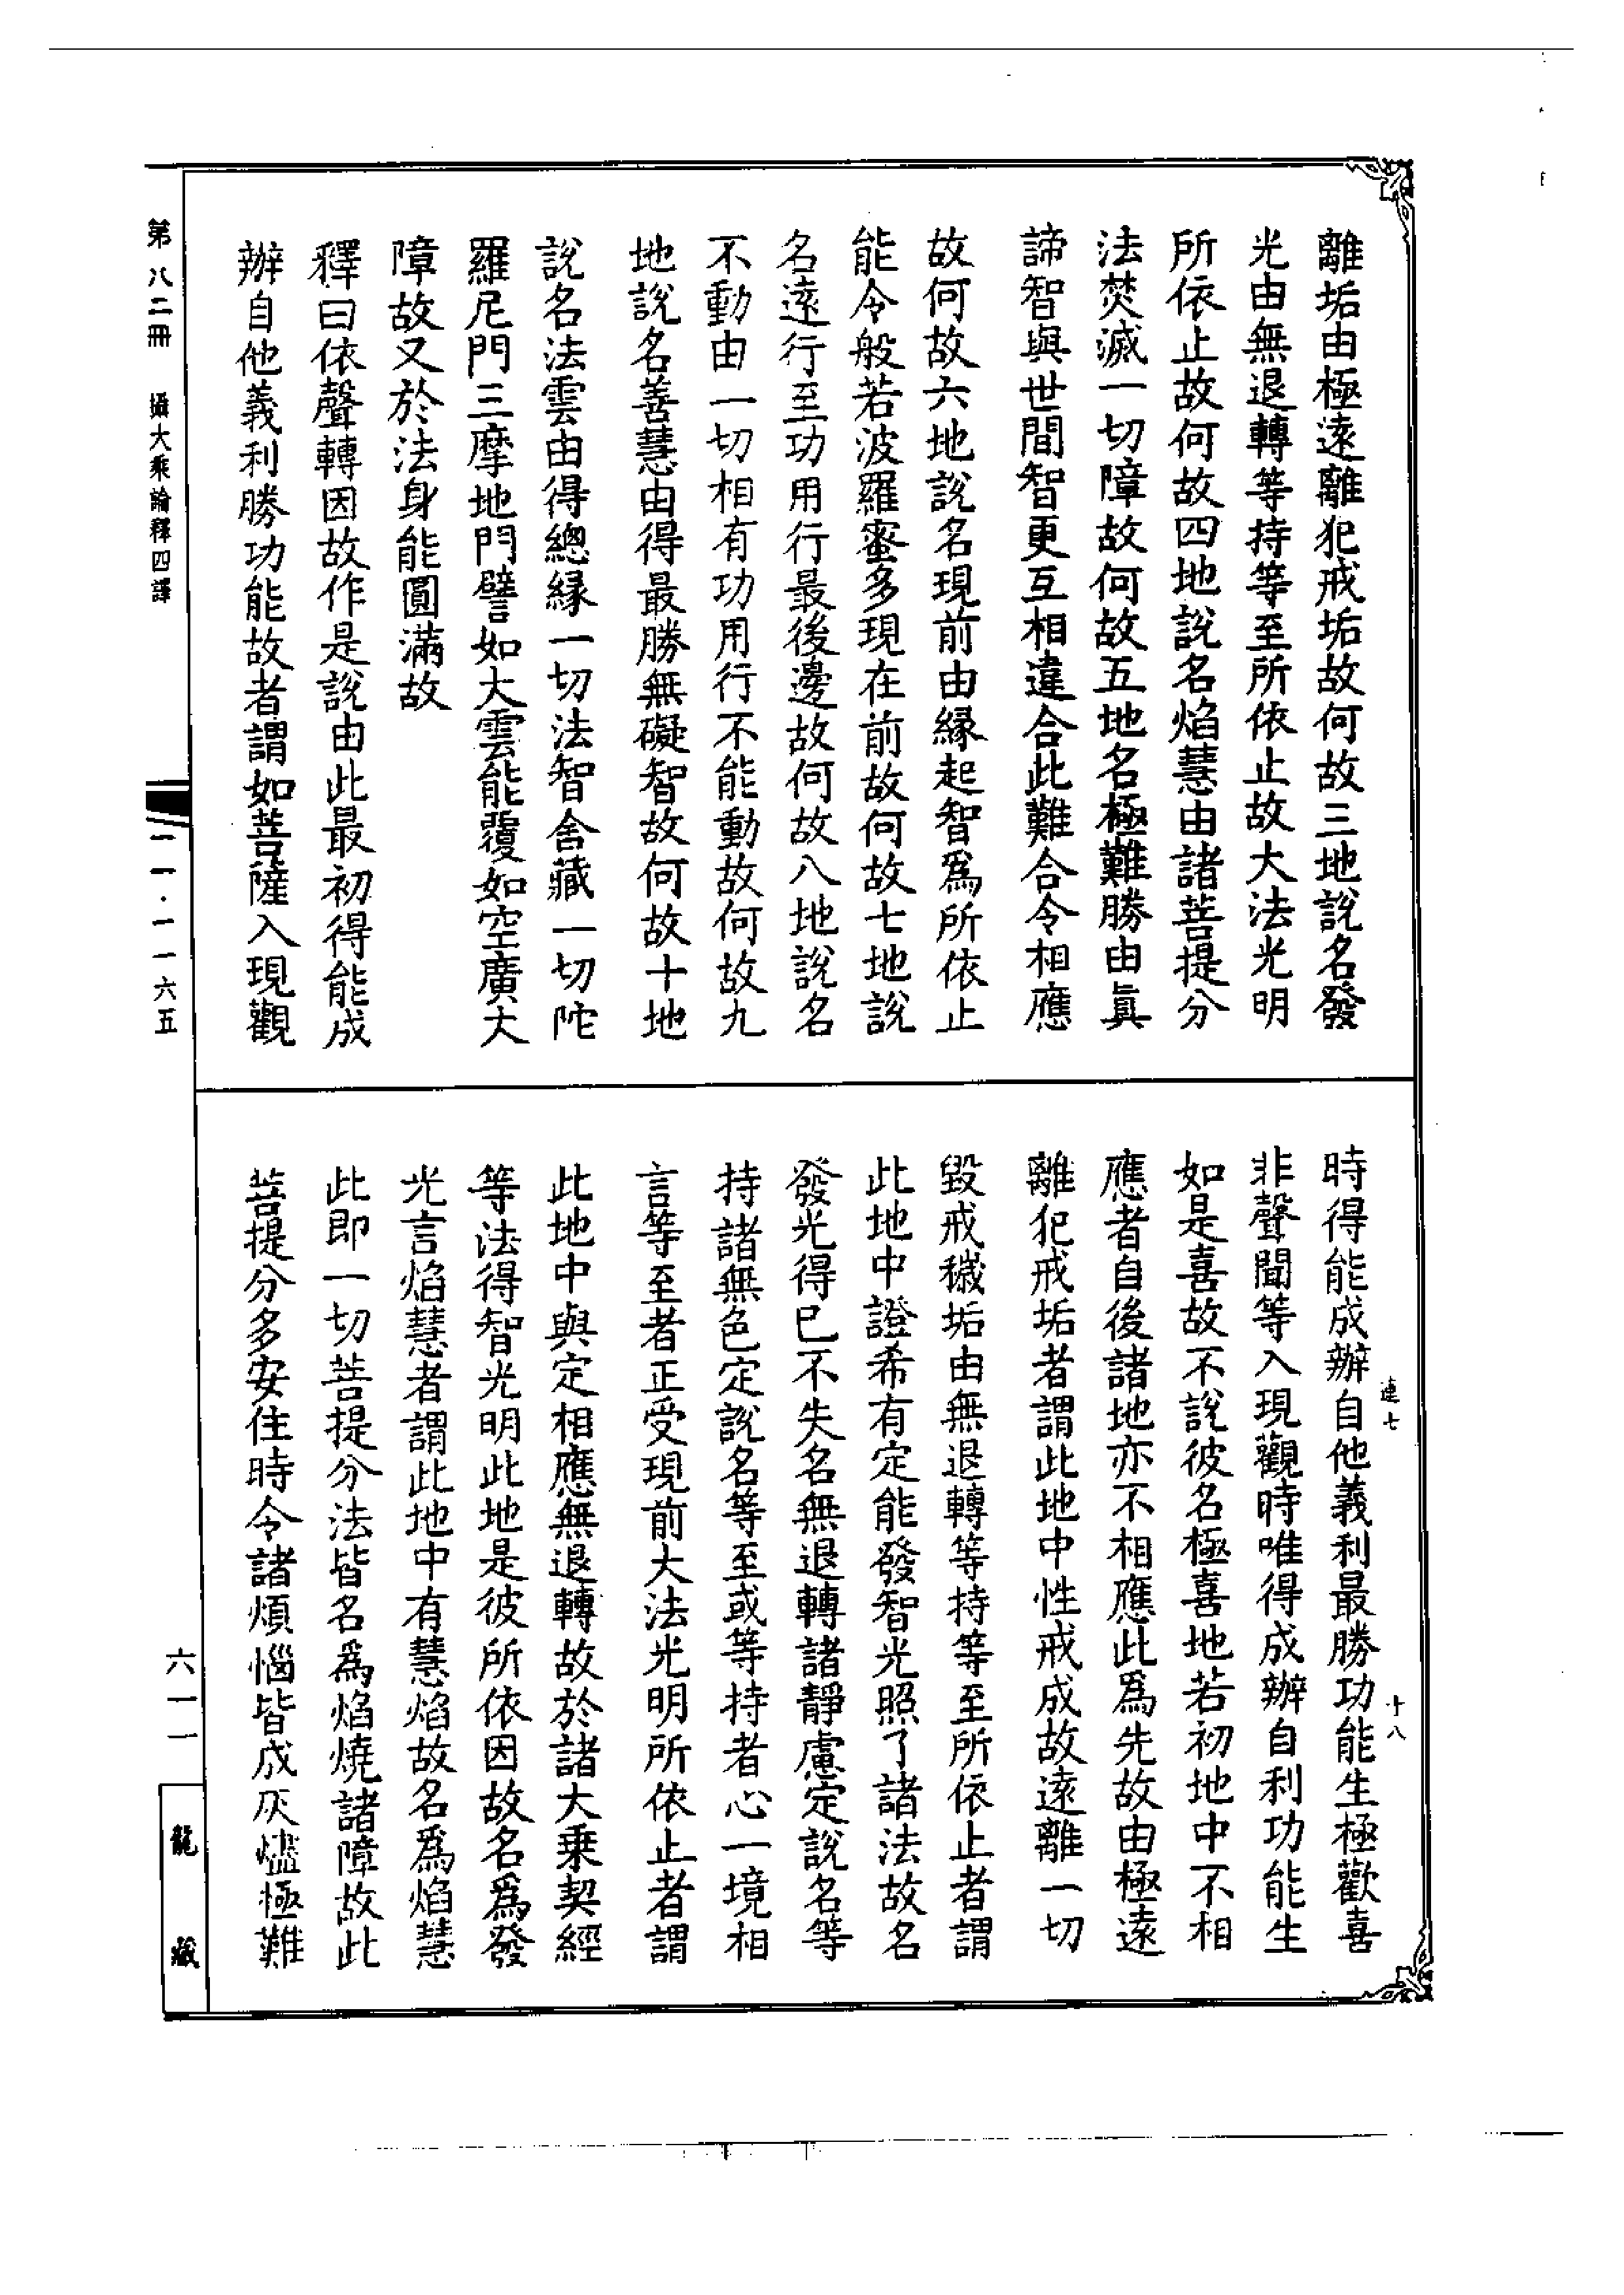 離垢由極遠離犯戒垢故何故三地說名發
光由無退轉等持等至所依止故大法光明
所依止故何故四地說名焰慧由諸菩提分
法焚滅一切障故何故五地名極難勝由眞
諦智與世間智更互相違合此難合令相應
故何故六地說名現前由緣起智爲所依止
能令般若波羅蜜多現在前故何故七地說
名遠行至功用行最後邊故何故八地說名
不動由一切相有功用行不能動故何故九
地說名善慧由得最勝無礙智故何故十地
說名法雲由得總緣一切法智含藏一切陀
羅尼門三摩地門譬如大雲能覆如空廣大
障故又於法身能圓滿故
釋曰依聲轉因故作是說由此最初得能成
辦自他義利勝功能故者謂如菩薩入現觀
時得能成辦自他義利最勝功能生極歡喜
非聲聞等入現觀時唯得成辦自利功能生
如是喜故不說彼名極喜地若初地中不相
應者自後諸地亦不相應此爲先故由極遠
離犯戒垢者謂此地中性戒成故遠離一切
毀戒穢垢由無退轉等持等至所依止者謂
此地中證希有定能發智光照了諸法故名
發光得已不失名無退轉諸靜慮定說名等
持諸無色定說名等至或等持者心一境相
言等至者正受現前大法光明所依止者謂
此地中與定相應無退轉故於諸大乘契經
等法得智光明此地是彼所依因故名爲發
光言焰慧者謂此地中有慧焰故名爲焰慧
此即一切菩提分法皆名爲焰燒諸障故此
菩提分多安住時令諸煩惱皆成灰燼極難
連七
十八
第八二冊 攝大乘論釋四譯
一一·一一六五
六一一
龍藏